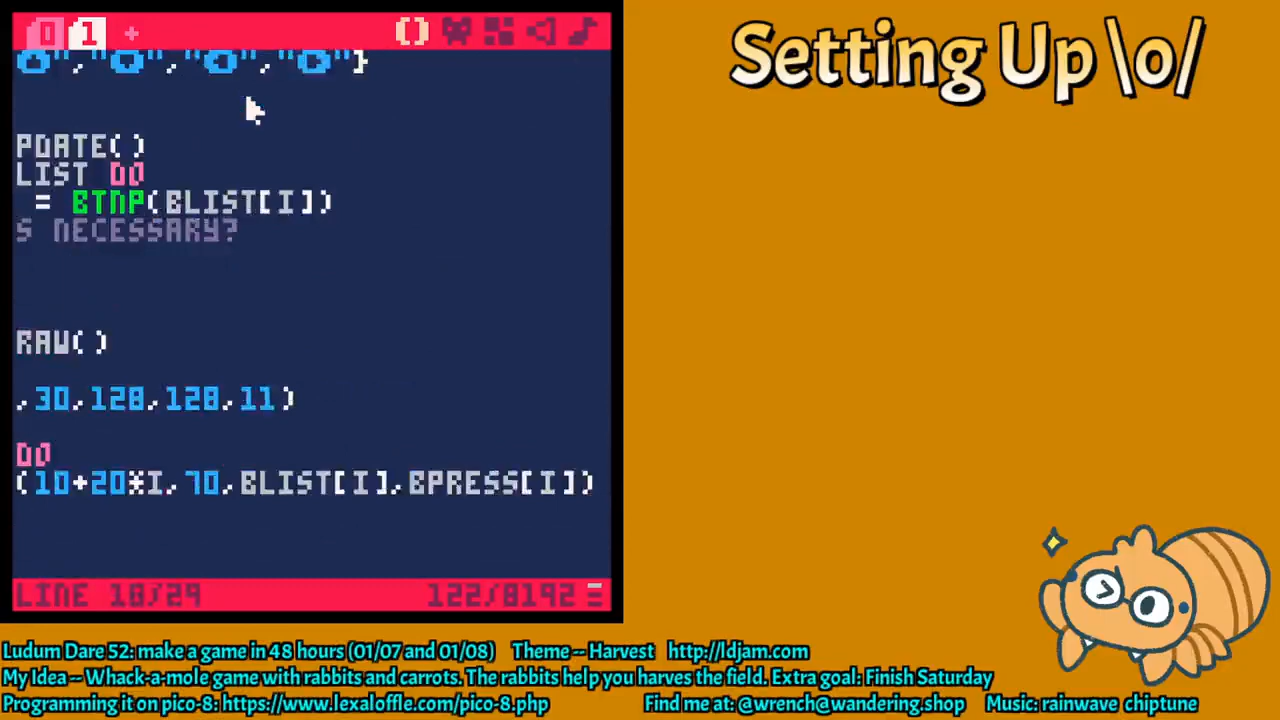 0 1 +
","","",""}
PDATE()
LIST DO
= BTNP(BLIST[I])
S NECESSARY?
RAW()
,30,128,128,11)
DO
(10+20*I,70,BLIST[I],BPRESS[I])
LINE 18/29 122/8192
Setting Up \o/
Ludum Dare 52: make a game in 48 hours (01/07 and 01/08) Theme -- Harvest http://ldjam.com
My Idea -- Whack-a-mole game with rabbits and carrots. The rabbits help you harves the field. Extra goal: Finish Saturday
Programming it on pico-8: https://www.lexaloffle.com/pico-8.php Find me at: @wrench@wandering.shop Music: rainwave chiptune